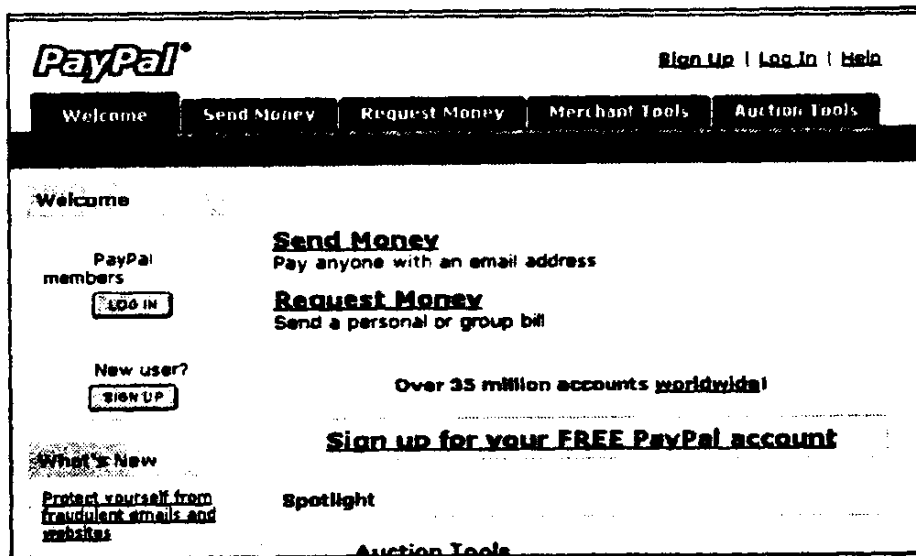 PayPal
Sign Up | Log In | Help
Welcome Send Money Request Money Merchant Tools Auction Tools
Welcome
PayPal
members
LOG IN
New user?
SIGN UP
What's New
Protect yourself from
fraudulent emails and
websites
Send Money
Pay anyone with an email address
Request Money
Send a personal or group bill
Over 35 million accounts worldwide!
Sign up for your FREE PayPal account
Spotlight
Auction Tools